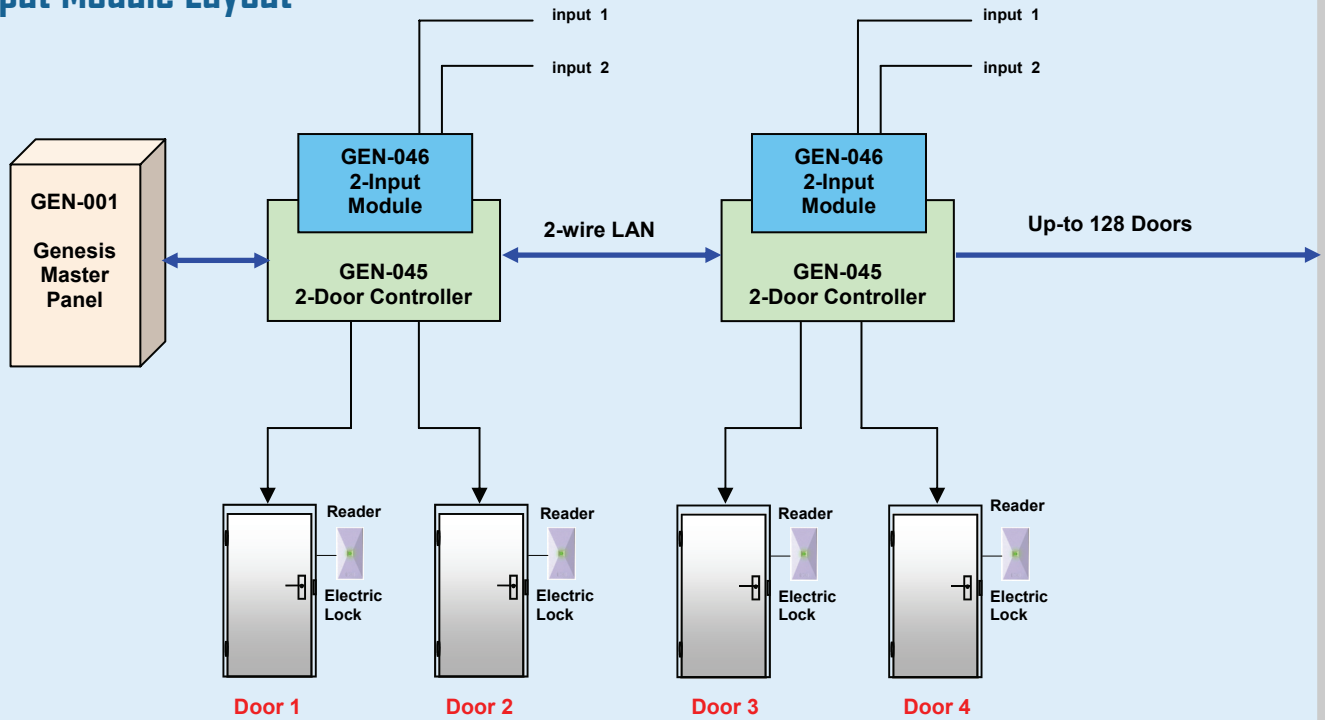 put Module Layout
input 1
input 2
input 1
input 2
GEN-001
Genesis
Master
Panel
GEN-046
2-Input
Module
GEN-045
2-Door Controller
2-wire LAN
GEN-046
2-Input
Module
GEN-045
2-Door Controller
Up-to 128 Doors
Reader
Electric
Lock
Door 1
Reader
Electric
Lock
Door 2
Reader
Electric
Lock
Door 3
Reader
Electric
Lock
Door 4